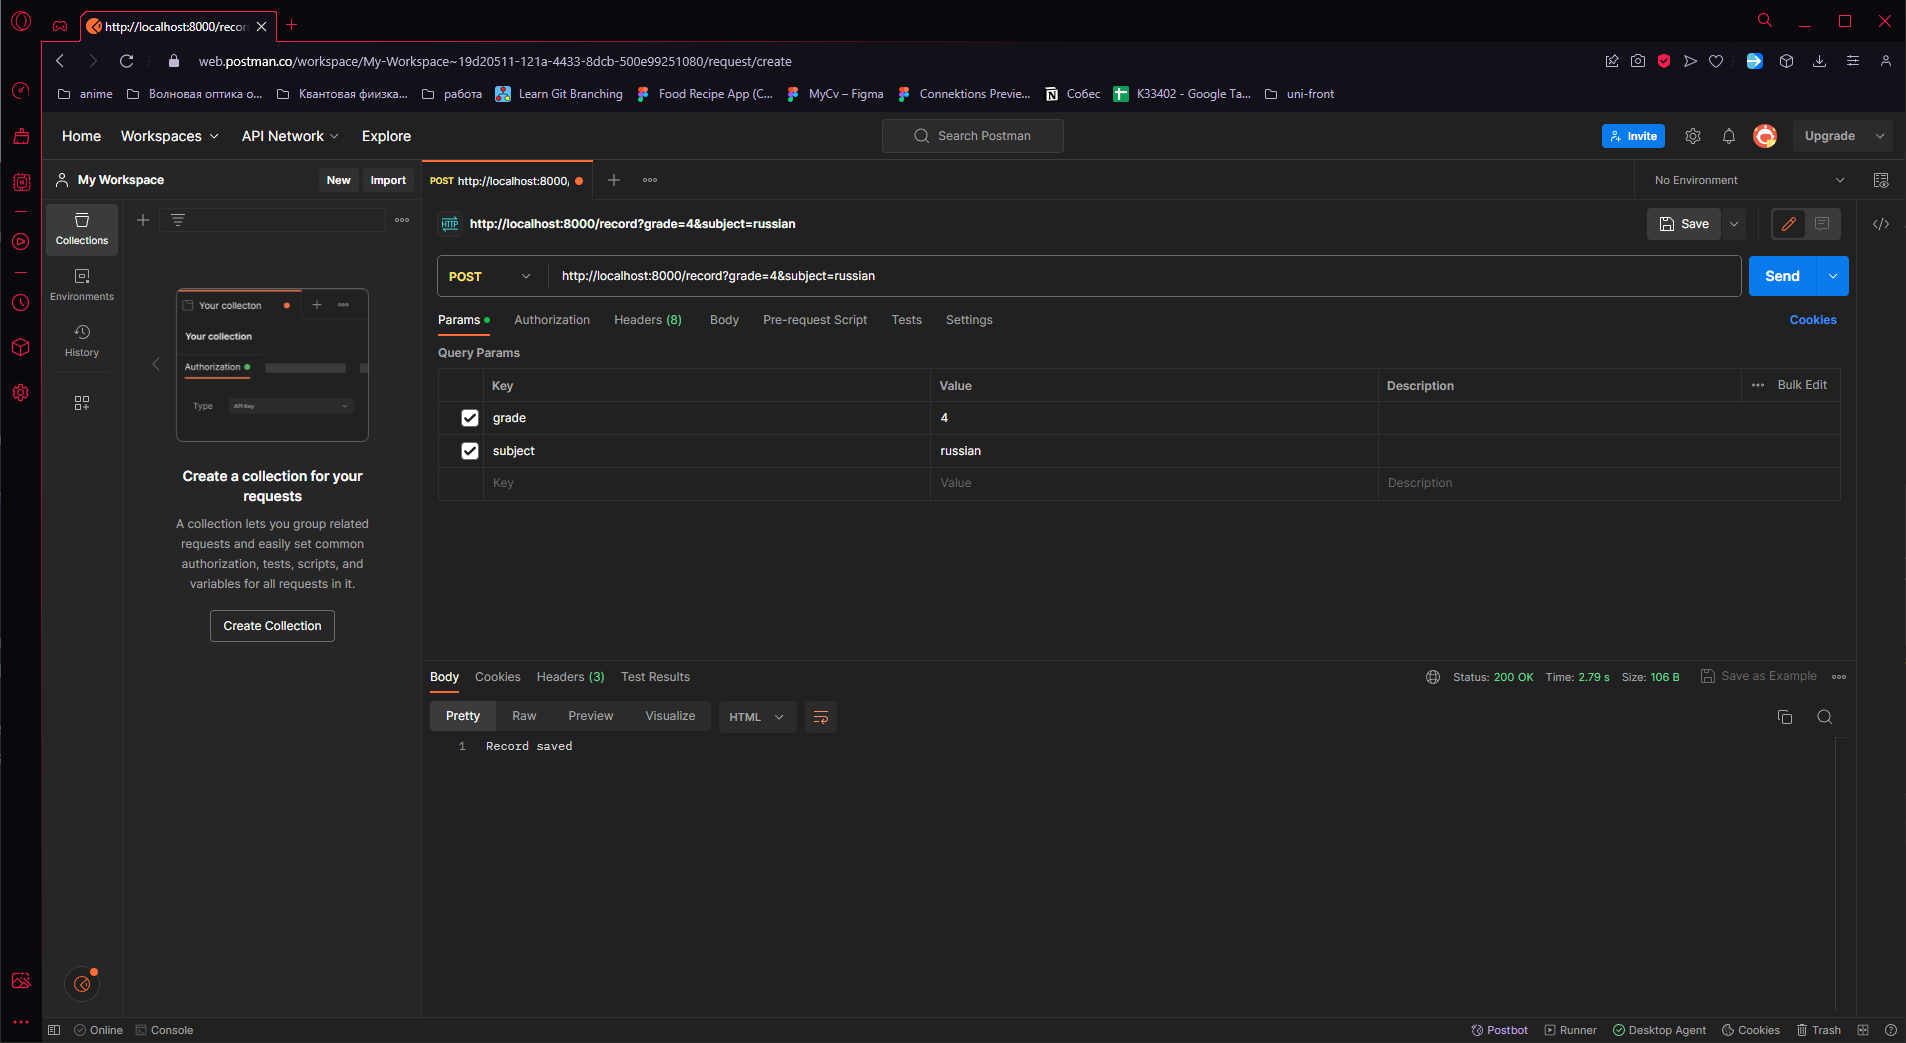 http://localhost:8000/recor
web.postman.co/workspace/My-Workspace~19d20511-121a-4433-8dcb-500e99251080/request/create
anime
Волновая оптика о...
Квантовая фиизка...
работа
Learn Git Branching
Food Recipe App (C...
MyCv – Figma
Connektions Previe...
Собес
K33402 - Google Ta...
uni-front
Home
Workspaces
API Network
Explore
Search Postman
Invite
Upgrade
My Workspace
New
Import
POST http://localhost:8000/
No Environment
Collections
Environments
History
http://localhost:8000/record?grade=4&subject=russian
Save
POST
http://localhost:8000/record?grade=4&subject=russian
Send
Params
Authorization
Headers (8)
Body
Pre-request Script
Tests
Settings
Cookies
Query Params
Key
Value
Description
Bulk Edit
grade
4
subject
russian
Key
Value
Description
Your collecton
Your collection
Authorization
Type
API Key
Create a collection for your
requests
A collection lets you group related
requests and easily set common
authorization, tests, scripts, and
variables for all requests in it.
Create Collection
Body
Cookies
Headers (3)
Test Results
Status: 200 OK
Time: 2.79 s
Size: 106 B
Save as Example
Pretty
Raw
Preview
Visualize
HTML
1
Record saved
Online
Console
Postbot
Runner
Desktop Agent
Cookies
Trash